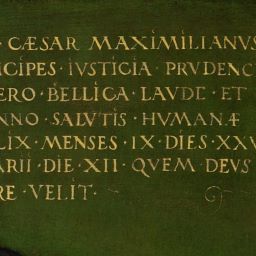 · CÆSAR MAXIMILIANVS
CIPES · IVSTICIA PRVDENC
ERO · BELLICA LAVDE · ET
NNO · SALVTIS · HVMANÆ
LIX · MENSES · IX · DIES · XXV
ARII · DIE · XII · QVEM DEVS
RE · VELIT ·